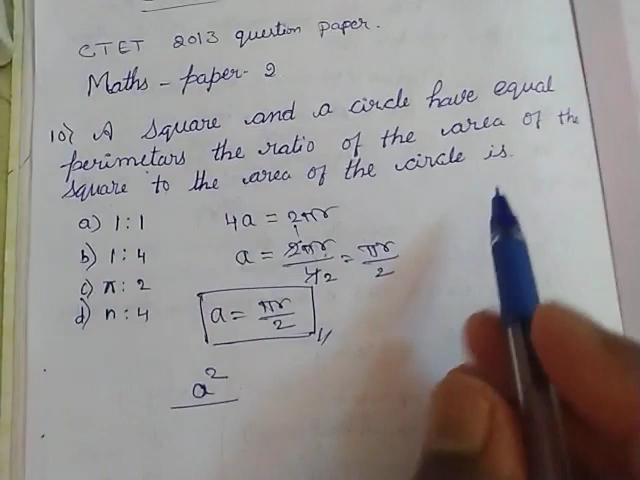 CTET 2013 question paper.
Maths - paper - 2
10) A square and a circle have equal
perimetars the ratio of the area of the
square to the area of the circle is.
a) 1:1
b) 1:4
c) π:2
d) π:4
4a = 2πr
a = 2πr/4 2 = πr/2
a = πr/2
a²